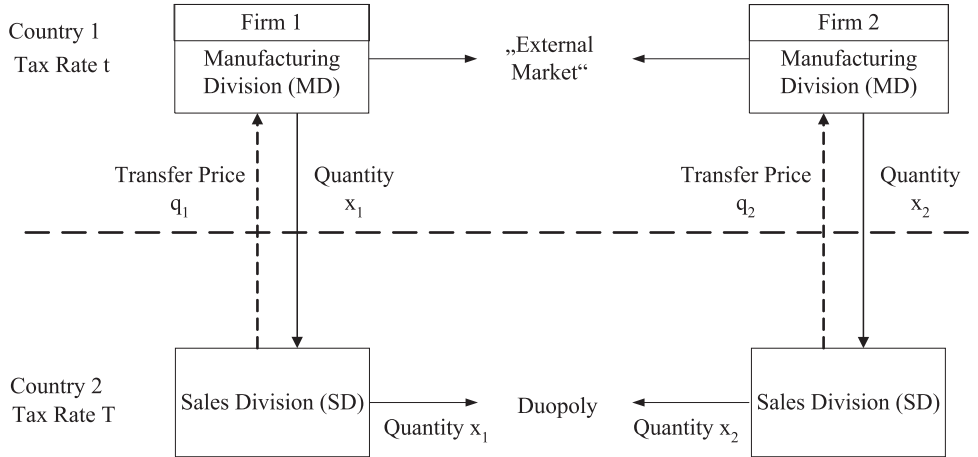 Country 1
Tax Rate t
Firm 1
Manufacturing
Division (MD)
„External
Market“
Firm 2
Manufacturing
Division (MD)
Transfer Price
q1
Quantity
x1
Transfer Price
q2
Quantity
x2
Country 2
Tax Rate T
Sales Division (SD)
Quantity x1
Duopoly
Quantity x2
Sales Division (SD)